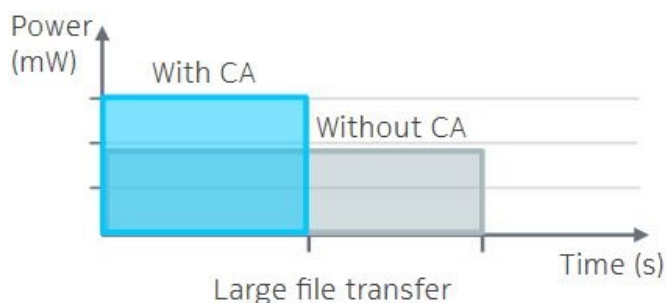 Power
(mW)
With CA
Without CA
Time (s)
Large file transfer